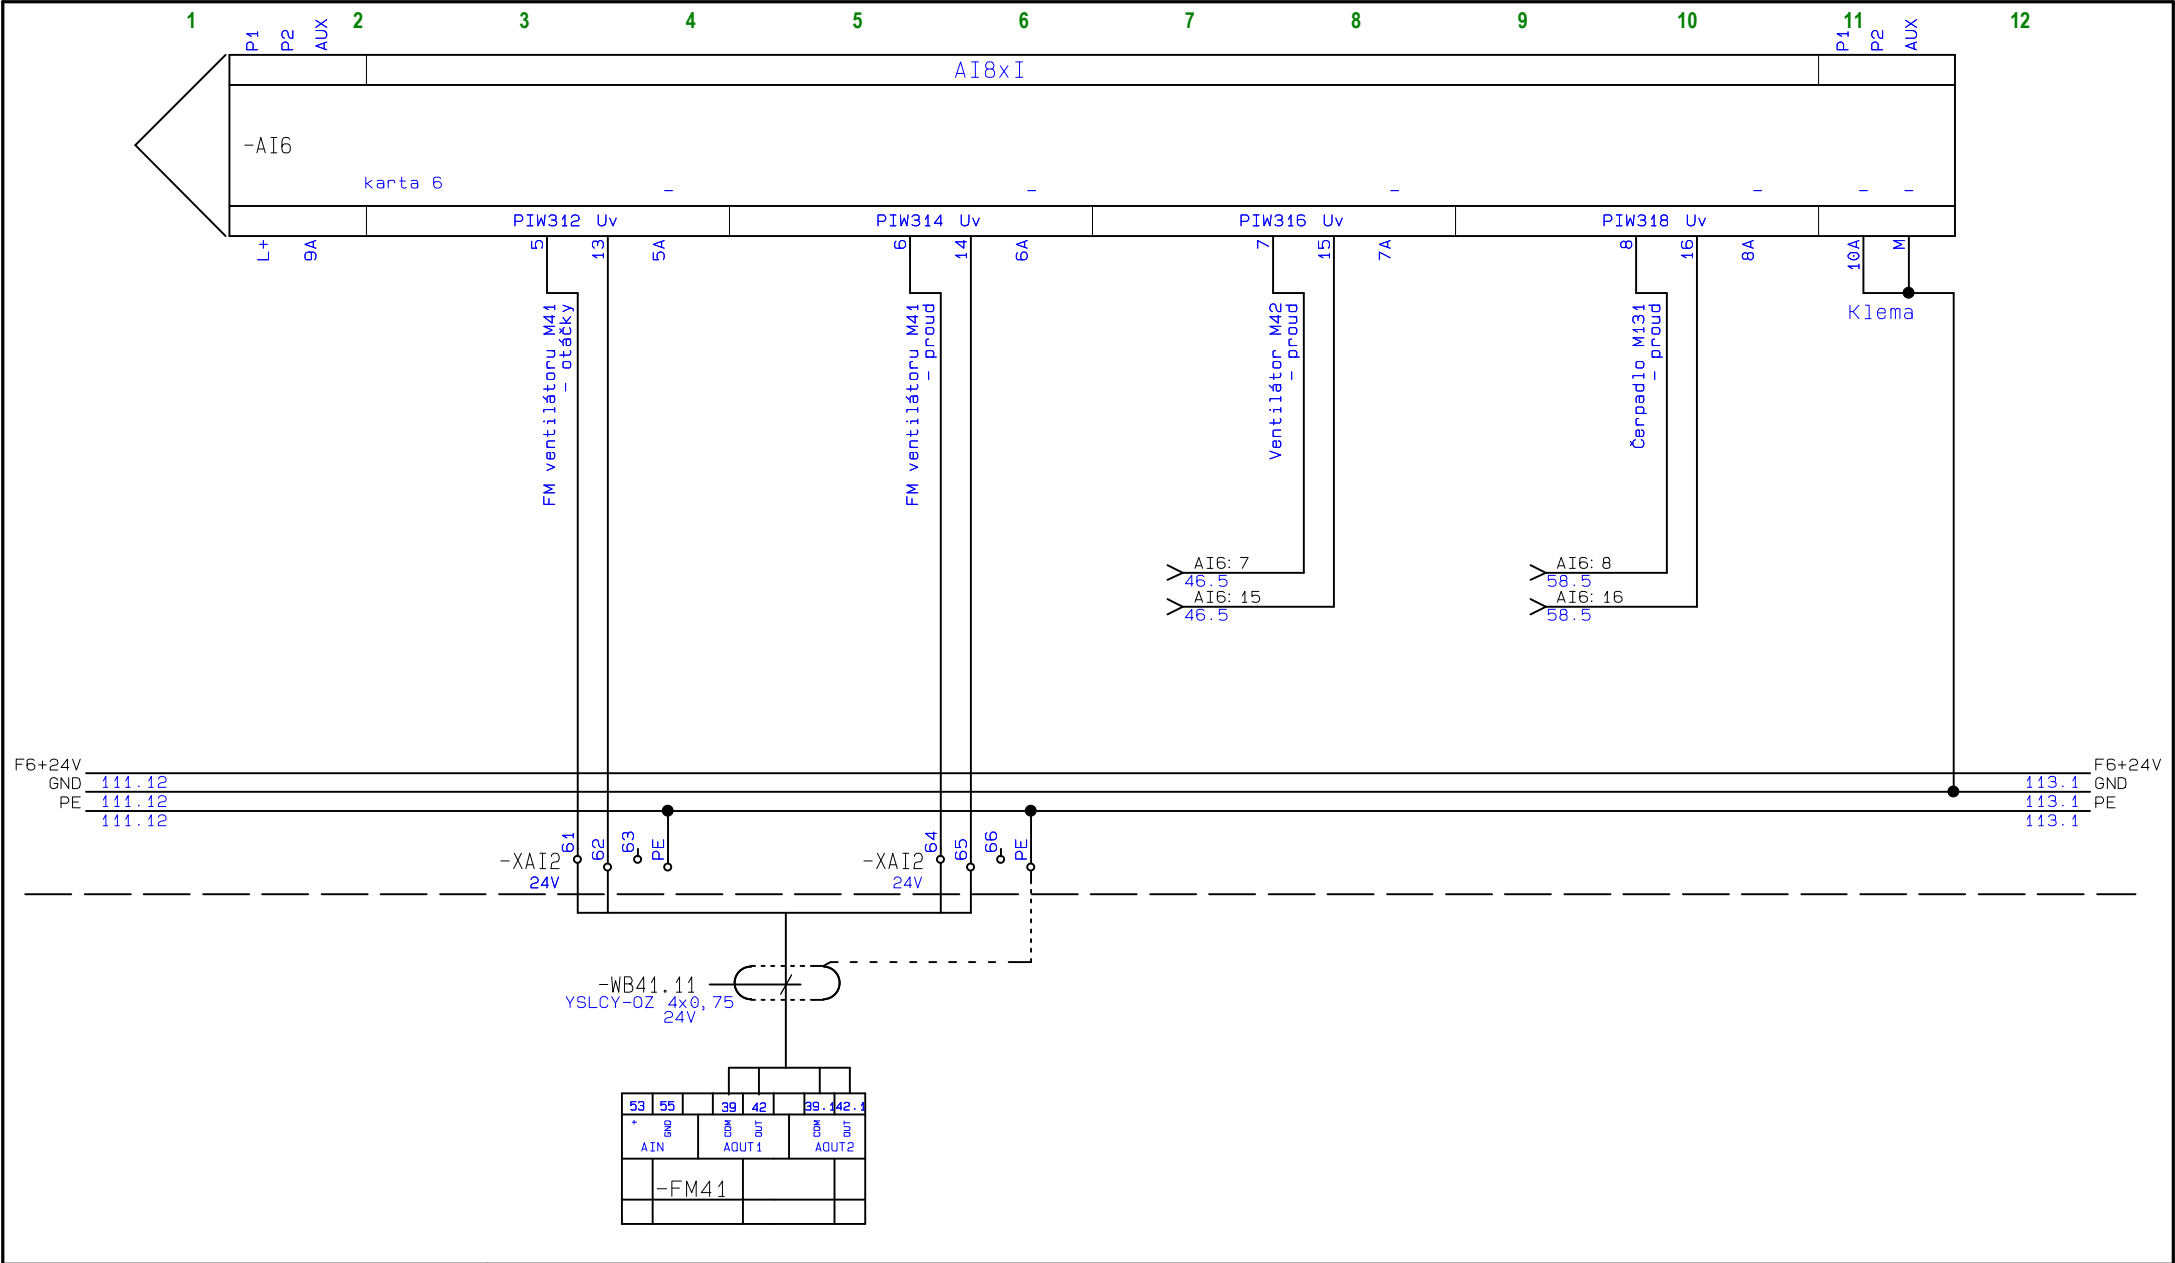 1 2 3 4 5 6 7 8 9 10 11 12
P1 P2 AUX
P1 P2 AUX
AI8xI
-AI6
karta 6
- - - - - -
PIW312 Uv
PIW314 Uv
PIW316 Uv
PIW318 Uv
L+ 9A 5 13 5A 6 14 6A 7 15 7A 8 16 8A 10A M
FM ventilátoru M41
- otáčky
FM ventilátoru M41
- proud
Ventilátor M42
- proud
Čerpadlo M131
- proud
Klema
AI6: 7
46.5
AI6: 15
46.5
AI6: 8
58.5
AI6: 16
58.5
F6+24V
111.12
GND
111.12
PE
111.12
F6+24V
113.1
GND
113.1
PE
113.1
-XAI2
24V
61 62 63 PE
-XAI2
24V
64 65 66 PE
-WB41.11
YSLCY-OZ 4x0,75
24V
53 55 39 42 39.1 42.1
+ GND COM OUT COM OUT
AIN AOUT1 AOUT2
-FM41